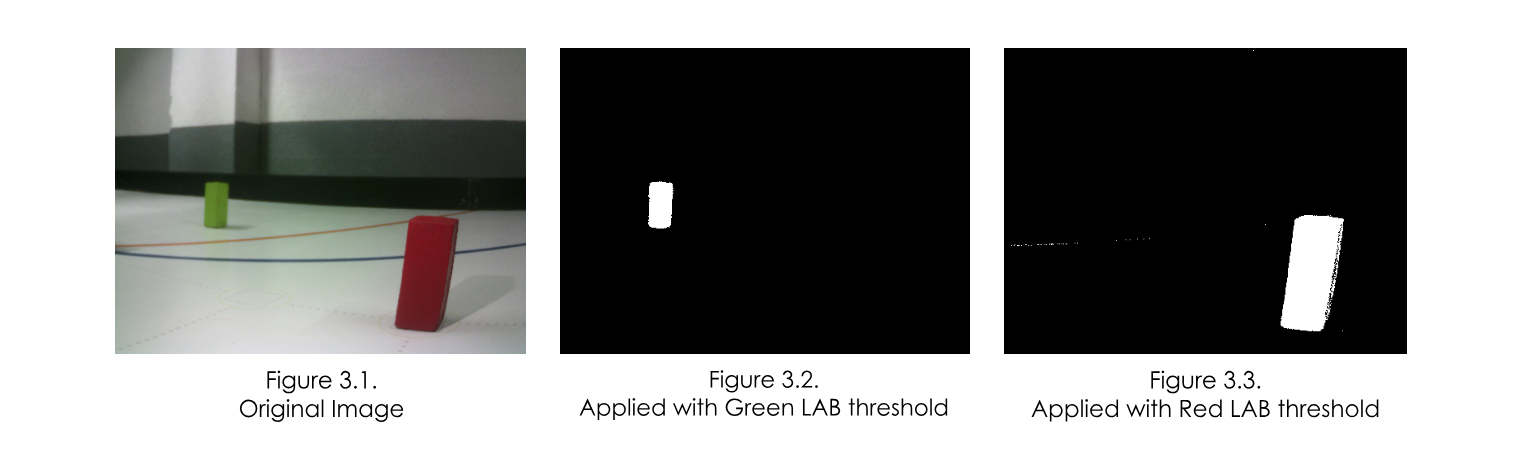 Figure 3.1.
Original Image
Figure 3.2.
Applied with Green LAB threshold
Figure 3.3.
Applied with Red LAB threshold